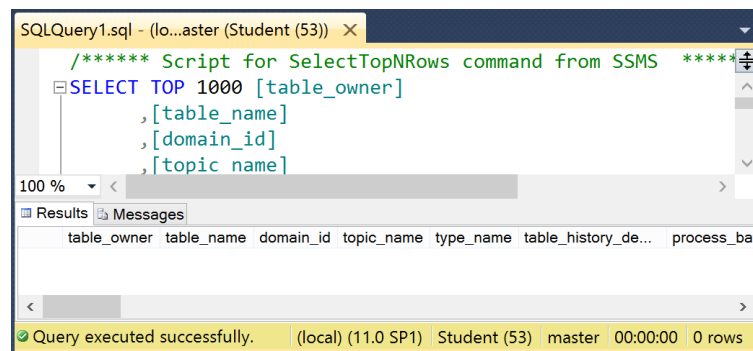 SQLQuery1.sql - (lo...aster (Student (53))
/****** Script for SelectTopNRows command from SSMS *****
SELECT TOP 1000 [table_owner]
,[table_name]
,[domain_id]
,[topic_name]
100 %
Results Messages
table_owner table_name domain_id topic_name type_name table_history_de... process_ba
Query executed successfully. (local) (11.0 SP1) Student (53) master 00:00:00 0 rows